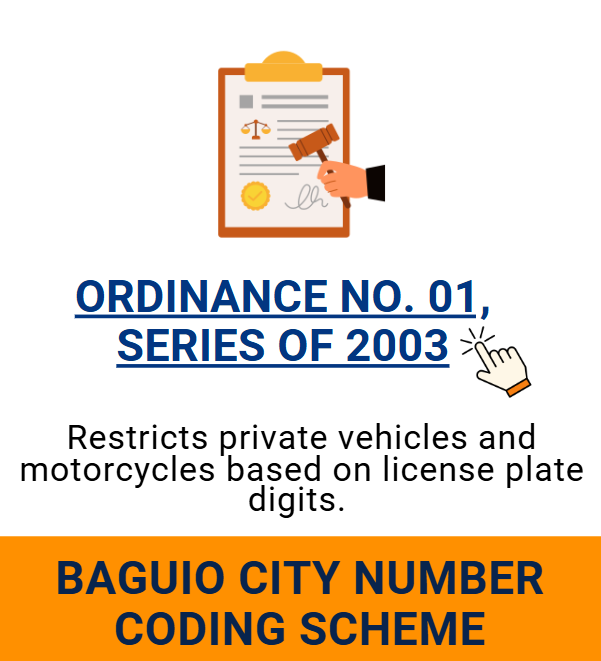 ORDINANCE NO. 01,
SERIES OF 2003
Restricts private vehicles and
motorcycles based on license plate
digits.
BAGUIO CITY NUMBER
CODING SCHEME